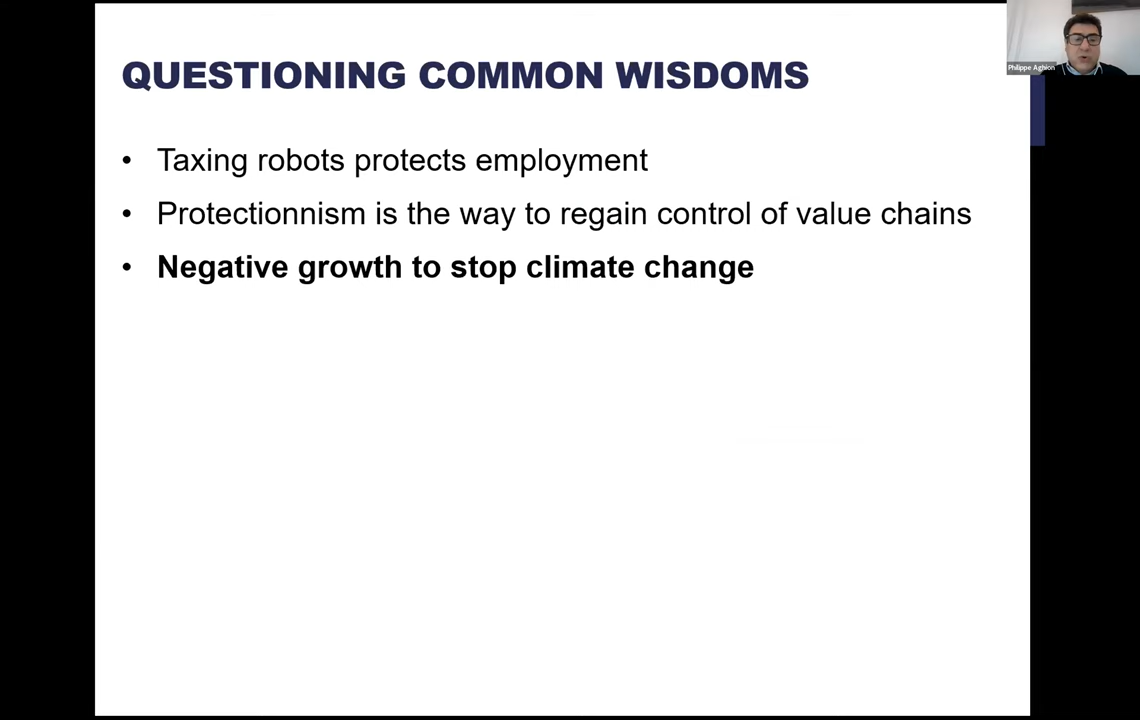 QUESTIONING COMMON WISDOMS
• Taxing robots protects employment
• Protectionnism is the way to regain control of value chains
• Negative growth to stop climate change
Philippe Aghion